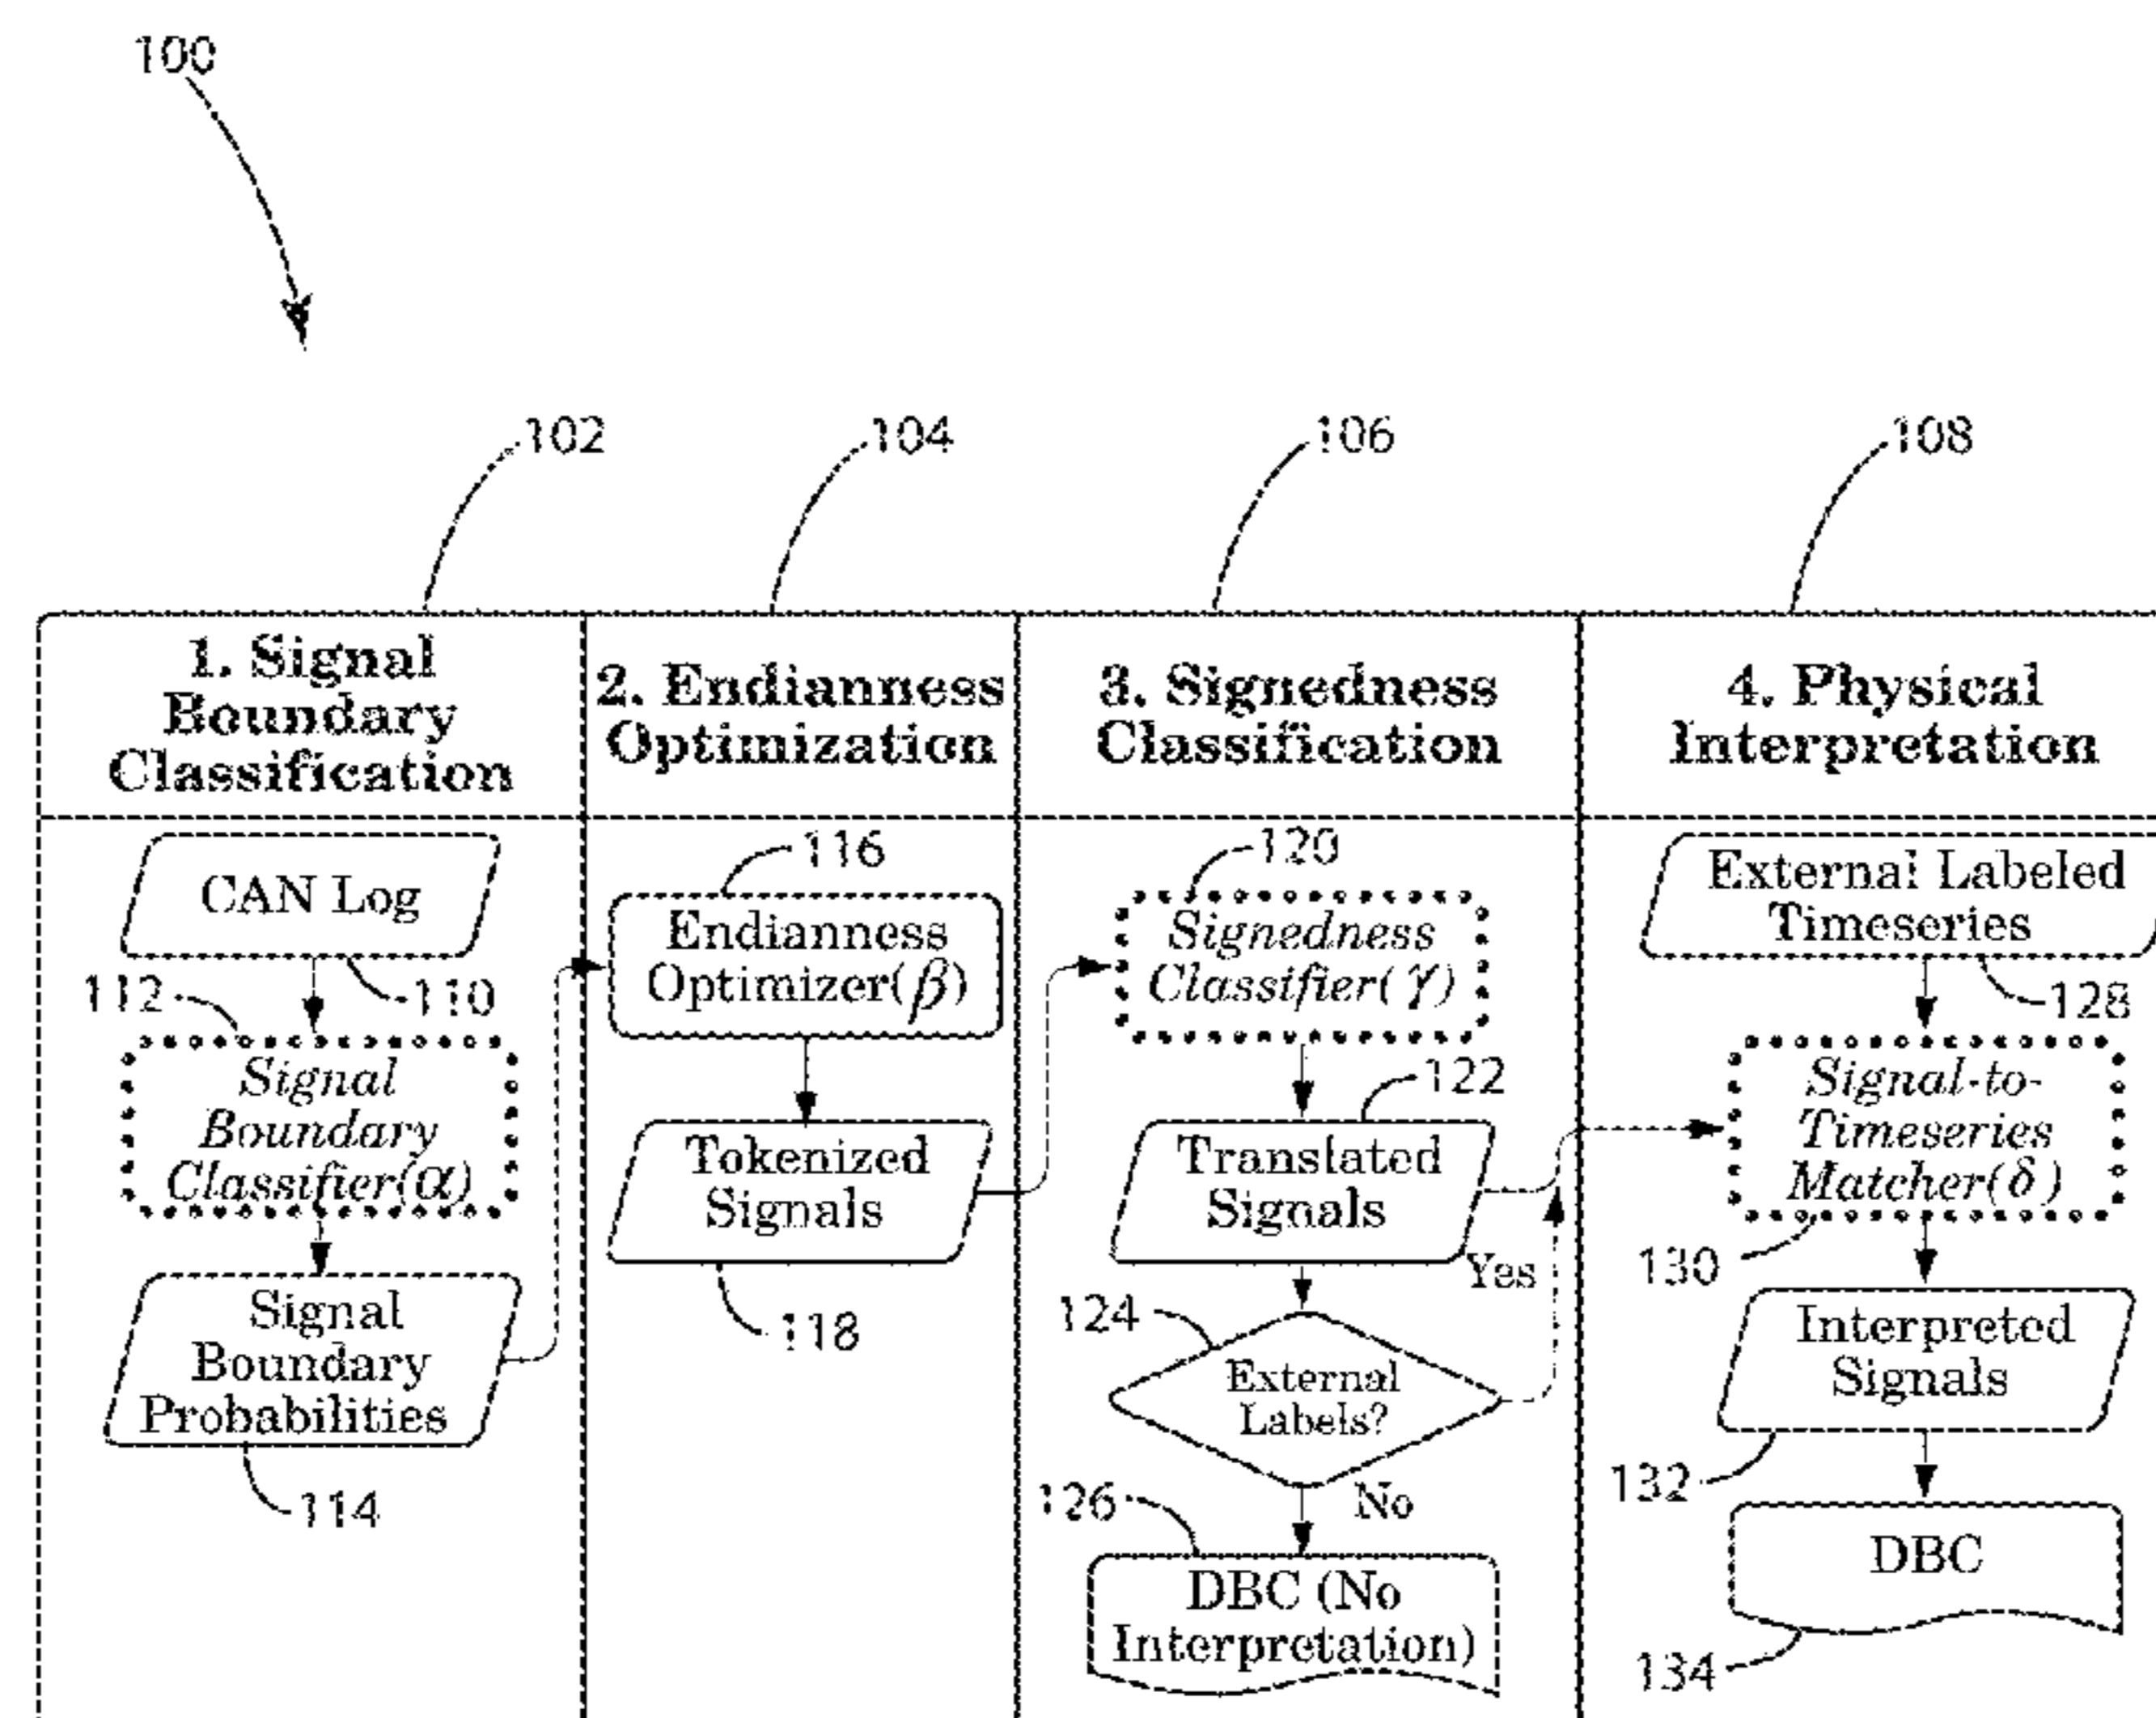 100
102
104
106
108
1. Signal
Boundary
Classification
2. Endianness
Optimization
3. Signedness
Classification
4. Physical
Interpretation
CAN Log
110
112
Signal
Boundary
Classifier(α)
Signal
Boundary
Probabilities
114
116
Endianness
Optimizer(β)
Tokenized
Signals
118
120
Signedness
Classifier(γ)
122
Translated
Signals
Yes
124
External
Labels?
No
126
DBC (No
Interpretation)
External Labeled
Timeseries
128
Signal-to-
Timeseries
Matcher(δ)
130
Interpreted
Signals
132
DBC
134